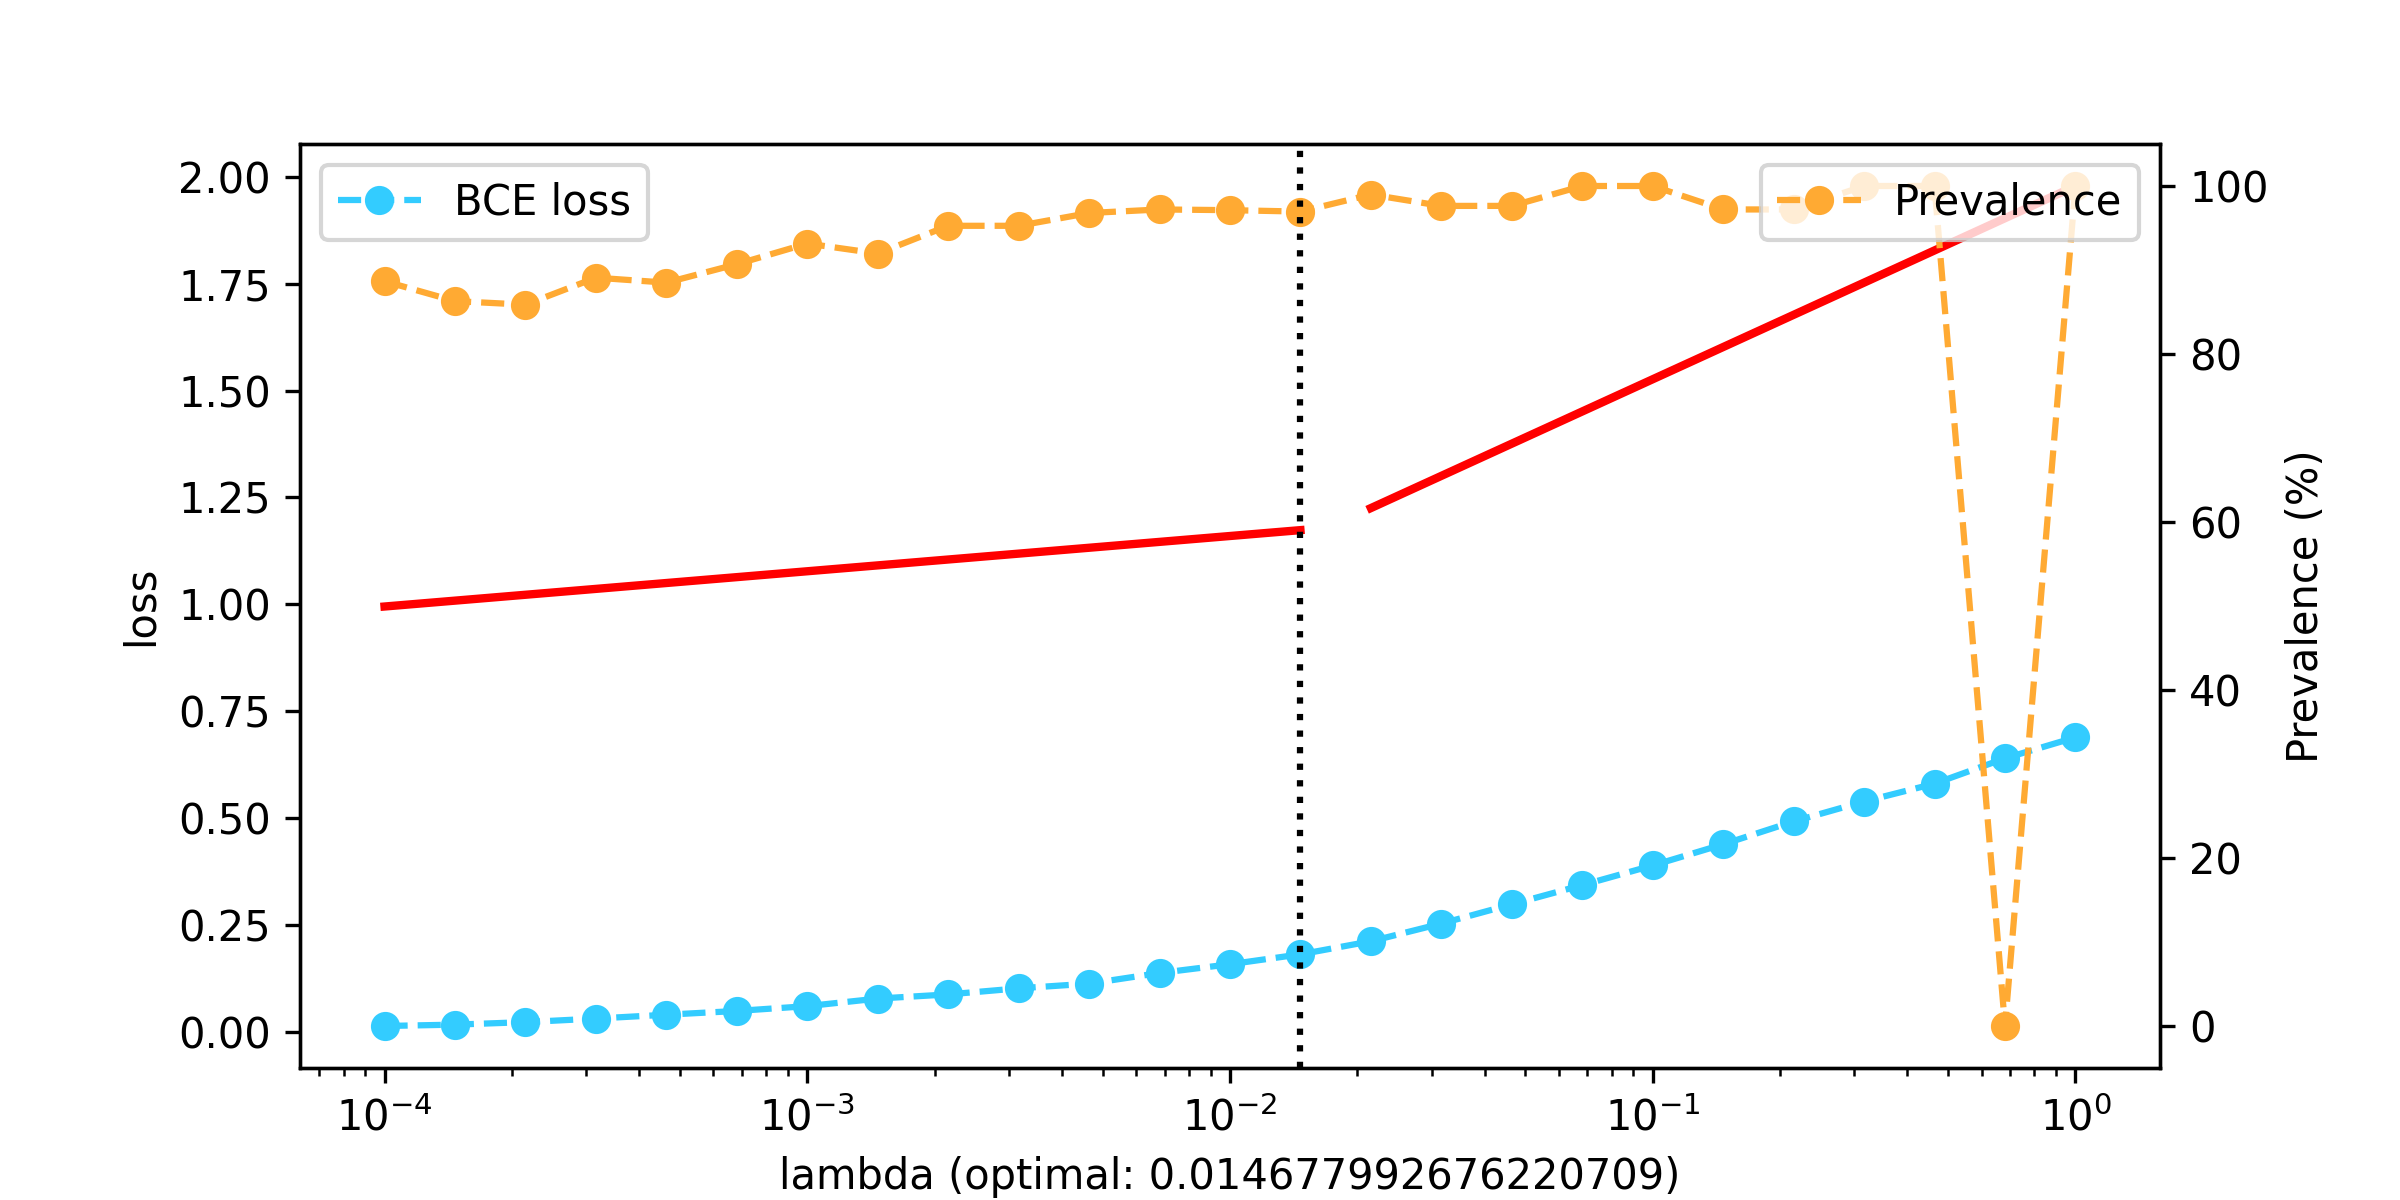 BCE loss
Prevalence
2.00
1.75
1.50
1.25
1.00
0.75
0.50
0.25
0.00
loss
100
80
60
40
20
0
Prevalence (%)
10⁻⁴ 10⁻³ 10⁻² 10⁻¹ 10⁰
lambda (optimal: 0.014677992676220709)